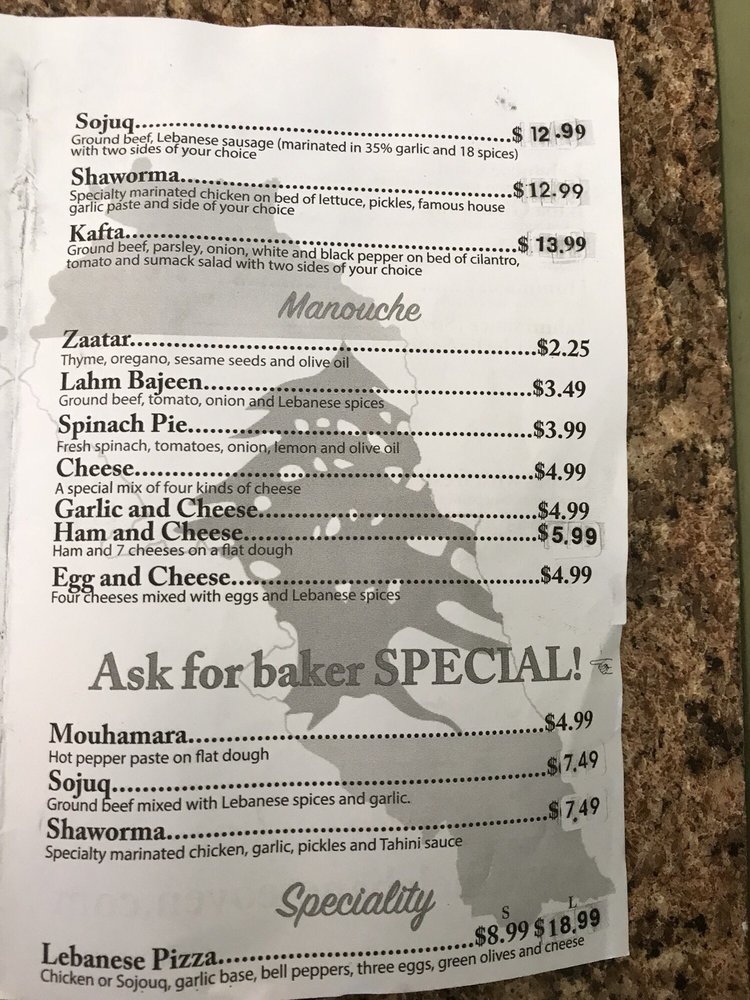 Sojuq....................$ 12.99
Ground beef, Lebanese sausage (marinated in 35% garlic and 18 spices)
with two sides of your choice
Shaworma....................$12.99
Specialty marinated chicken on bed of lettuce, pickles, famous house
garlic paste and side of your choice
Kafta....................$ 13.99
Ground beef, parsley, onion, white and black pepper on bed of cilantro,
tomato and sumack salad with two sides of your choice
Manouche
Zaatar....................$2.25
Thyme, oregano, sesame seeds and olive oil
Lahm Bajeen....................$3.49
Ground beef, tomato, onion and Lebanese spices
Spinach Pie....................$3.99
Fresh spinach, tomatoes, onion, lemon and olive oil
Cheese....................$4.99
A special mix of four kinds of cheese
Garlic and Cheese....................$4.99
Ham and Cheese....................$5.99
Ham and 7 cheeses on a flat dough
Egg and Cheese....................$4.99
Four cheeses mixed with eggs and Lebanese spices
Ask for baker SPECIAL!
Mouhamara....................$4.99
Hot pepper paste on flat dough
Sojuq....................$7.49
Ground beef mixed with Lebanese spices and garlic.
Shaworma....................$7.49
Specialty marinated chicken, garlic, pickles and Tahini sauce
Speciality
S L
Lebanese Pizza....................$8.99 $18.99
Chicken or Sojouq, garlic base, bell peppers, three eggs, green olives and cheese